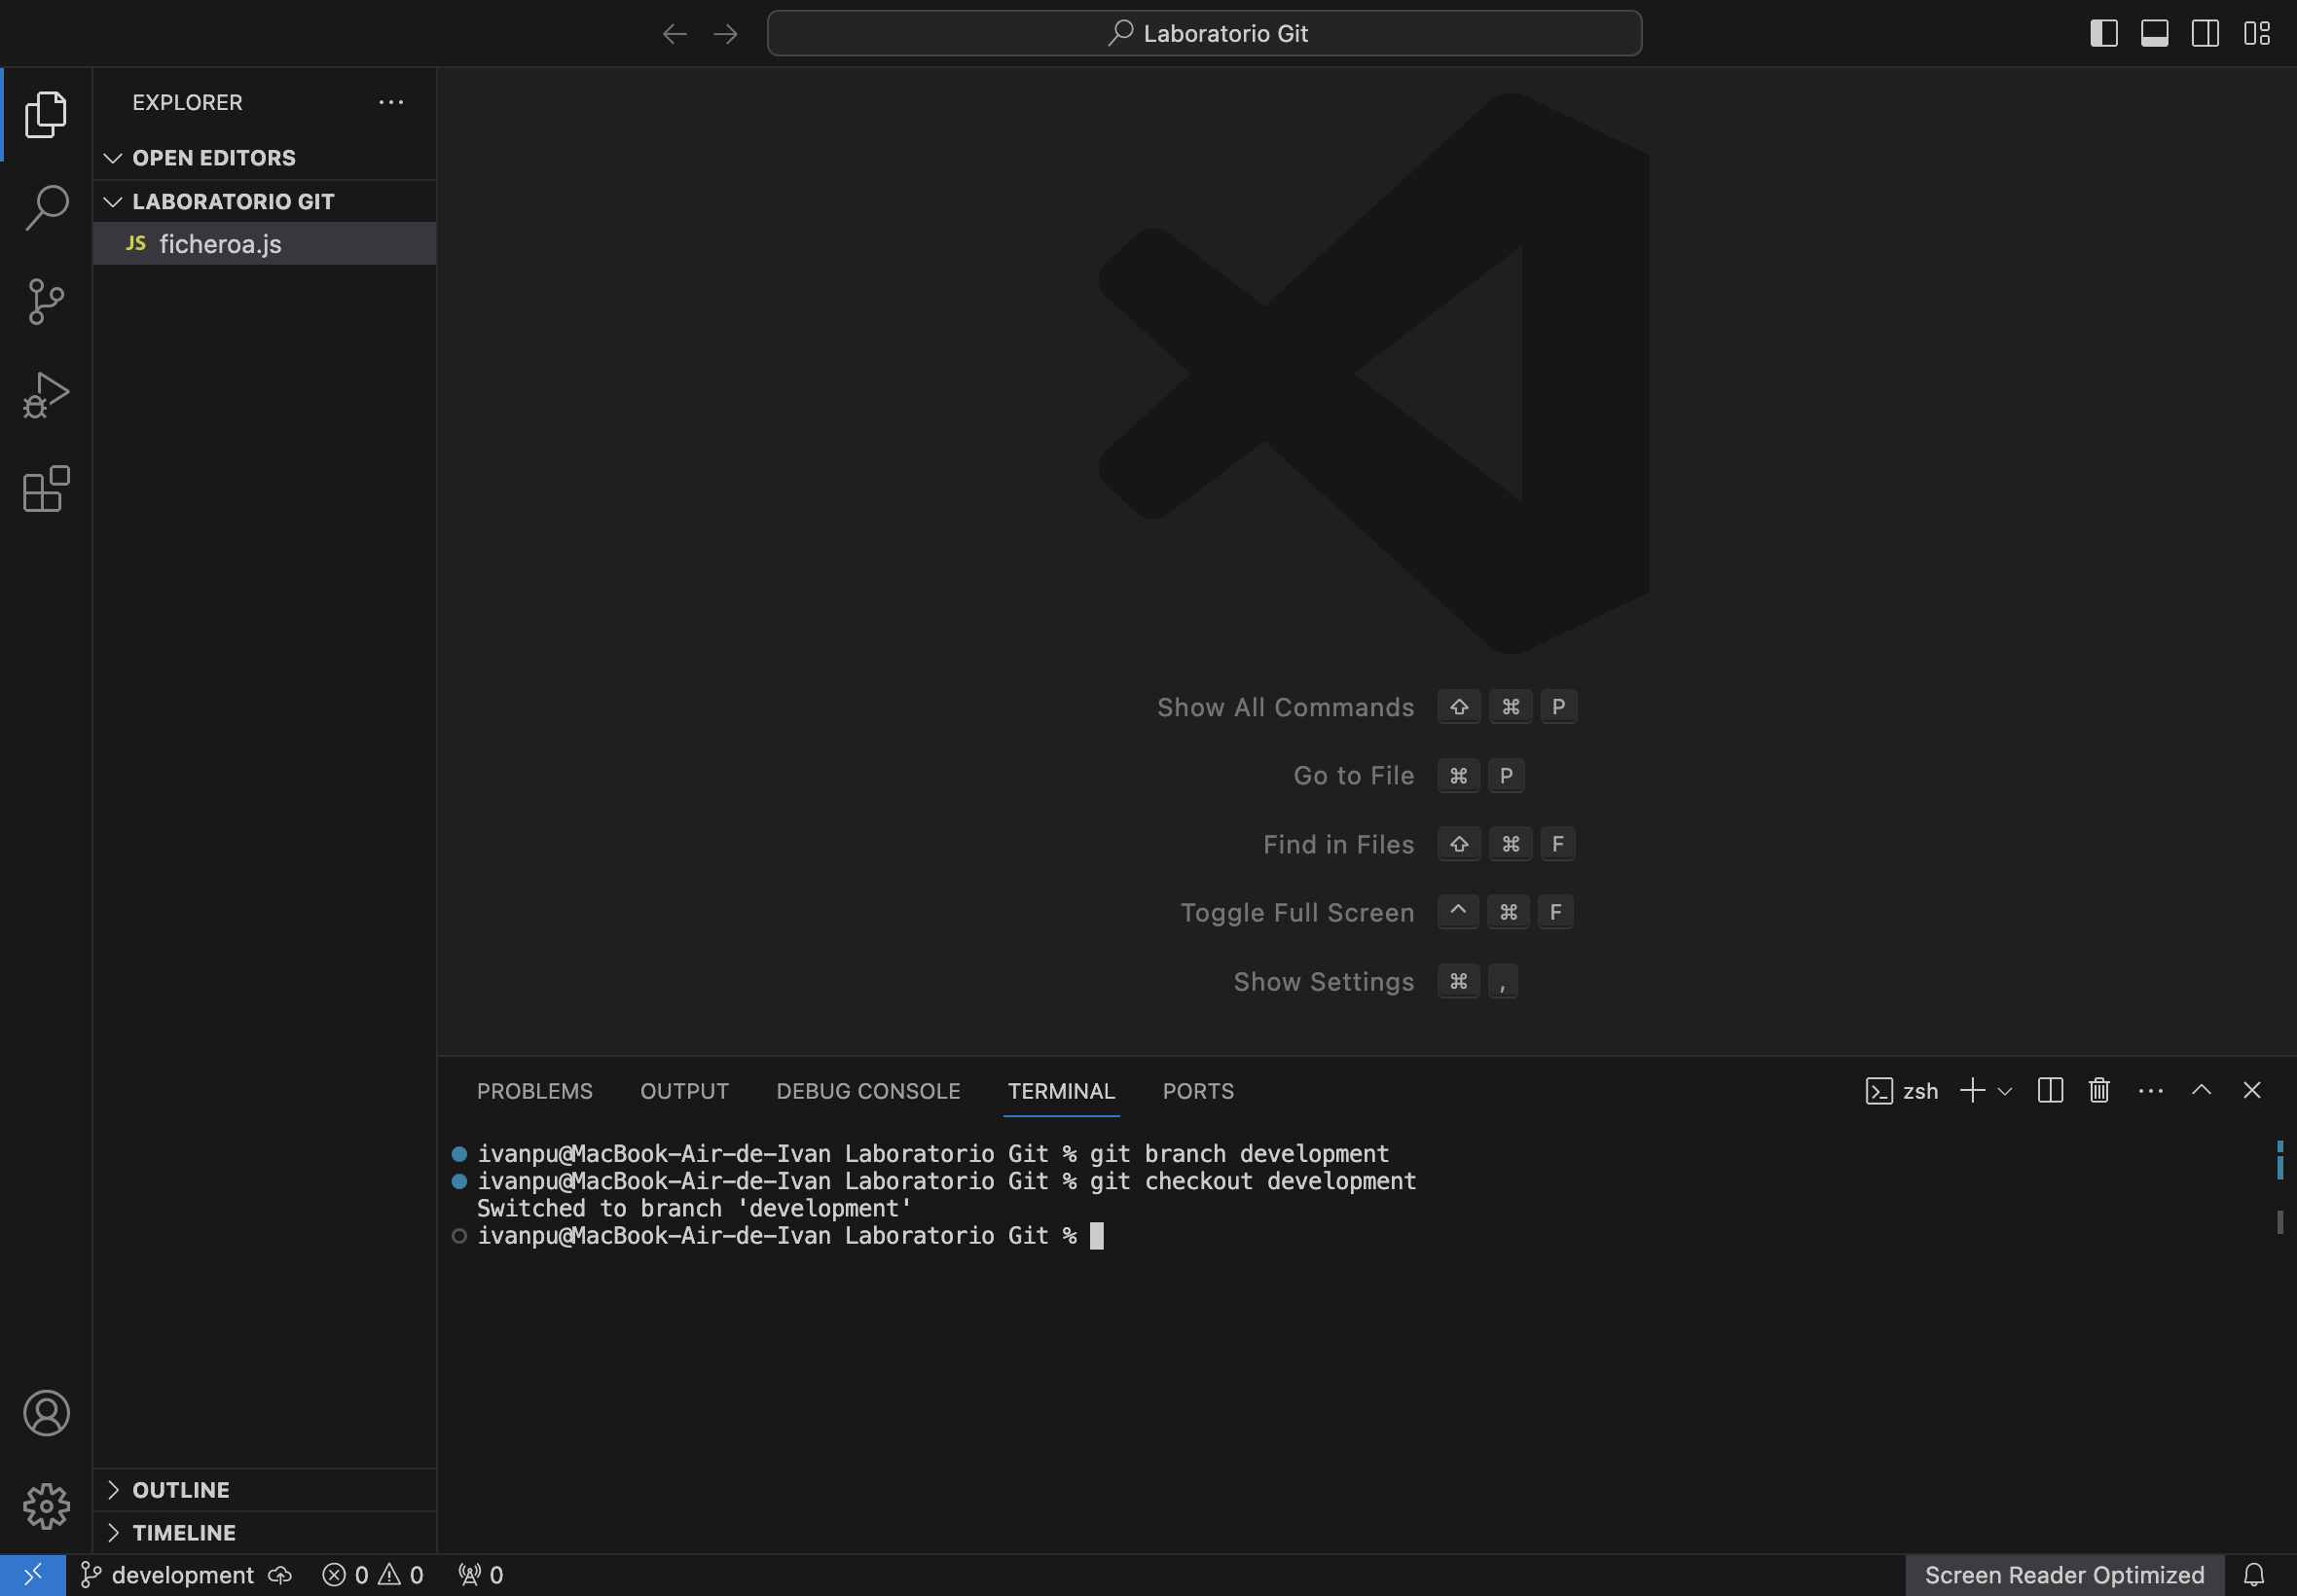 Laboratorio Git
EXPLORER
OPEN EDITORS
LABORATORIO GIT
JS ficheroa.js
Show All Commands ⇧ ⌘ P
Go to File ⌘ P
Find in Files ⇧ ⌘ F
Toggle Full Screen ^ ⌘ F
Show Settings ⌘ ,
PROBLEMS OUTPUT DEBUG CONSOLE TERMINAL PORTS zsh
ivanpu@MacBook-Air-de-Ivan Laboratorio Git % git branch development
ivanpu@MacBook-Air-de-Ivan Laboratorio Git % git checkout development
Switched to branch 'development'
ivanpu@MacBook-Air-de-Ivan Laboratorio Git %
OUTLINE
TIMELINE
development 0 0 0 Screen Reader Optimized